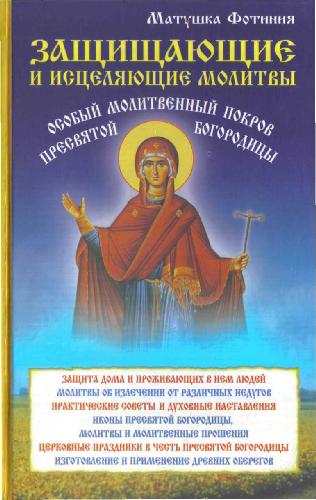 Матушка Фотиния
ЗАЩИЩАЮЩИЕ
И ИСЦЕЛЯЮЩИЕ МОЛИТВЫ
ОСОБЫЙ МОЛИТВЕННЫЙ ПОКРОВ
ПРЕСВЯТОЙ БОГОРОДИЦЫ
ЗАЩИТА ДОМА И ПРОЖИВАЮЩИХ В НЕМ ЛЮДЕЙ
МОЛИТВЫ ОБ ИЗЛЕЧЕНИИ ОТ РАЗЛИЧНЫХ НЕДУГОВ
ПРАКТИЧЕСКИЕ СОВЕТЫ И ДУХОВНЫЕ НАСТАВЛЕНИЯ
ИКОНЫ ПРЕСВЯТОЙ БОГОРОДИЦЫ,
МОЛИТВЫ И МОЛИТВЕННЫЕ ПРОШЕНИЯ
ЦЕРКОВНЫЕ ПРАЗДНИКИ В ЧЕСТЬ ПРЕСВЯТОЙ БОГОРОДИЦЫ
ИЗГОТОВЛЕНИЕ И ПРИМЕНЕНИЕ ДРЕВНИХ ОБЕРЕГОВ